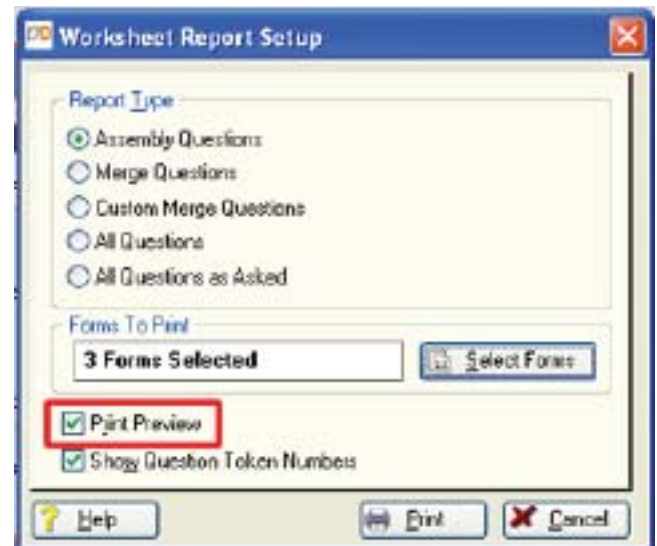 Worksheet Report Setup
Report Type
Assembly Questions
Merge Questions
Custom Merge Questions
All Questions
All Questions as Asked
Forms To Print
3 Forms Selected
Select Forms
Print Preview
Show Question Token Numbers
Help
Print
Cancel